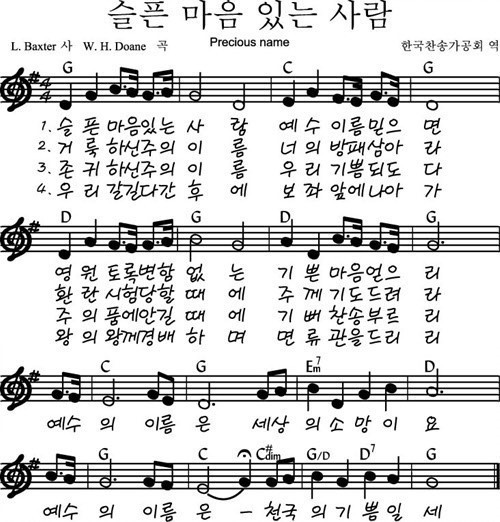 슬픈 마음 있는 사람
L. Baxter 사 W. H. Doane 곡 Precious name 한국찬송가공회 역
G C G
4 4
1. 슬 픈 마음있는 사 람 예 수 이름믿으 면
2. 거 룩 하신주의 이 름 너 의 방패삼아 라
3. 존 귀 하신주의 이 름 우 리 기쁨되도 다
4. 우 리 갈길다간 후 에 보 좌 앞에나아 가
D G D G
영 원 토록변함 없 는 기 쁜 마음얻으 리
환 란 시험당할 때 에 주 께 기도드려 라
주 의 품에안길 때 에 기 뻐 찬송부르 리
왕 의 왕께경배 하 며 면 류 관을드리 리
C G Em7 D
예수 의 이름 은 세상 의소 망이 요
G C C#dim G/D D7 G
예수 의 이름 은 - 천국 의기 쁨일 세